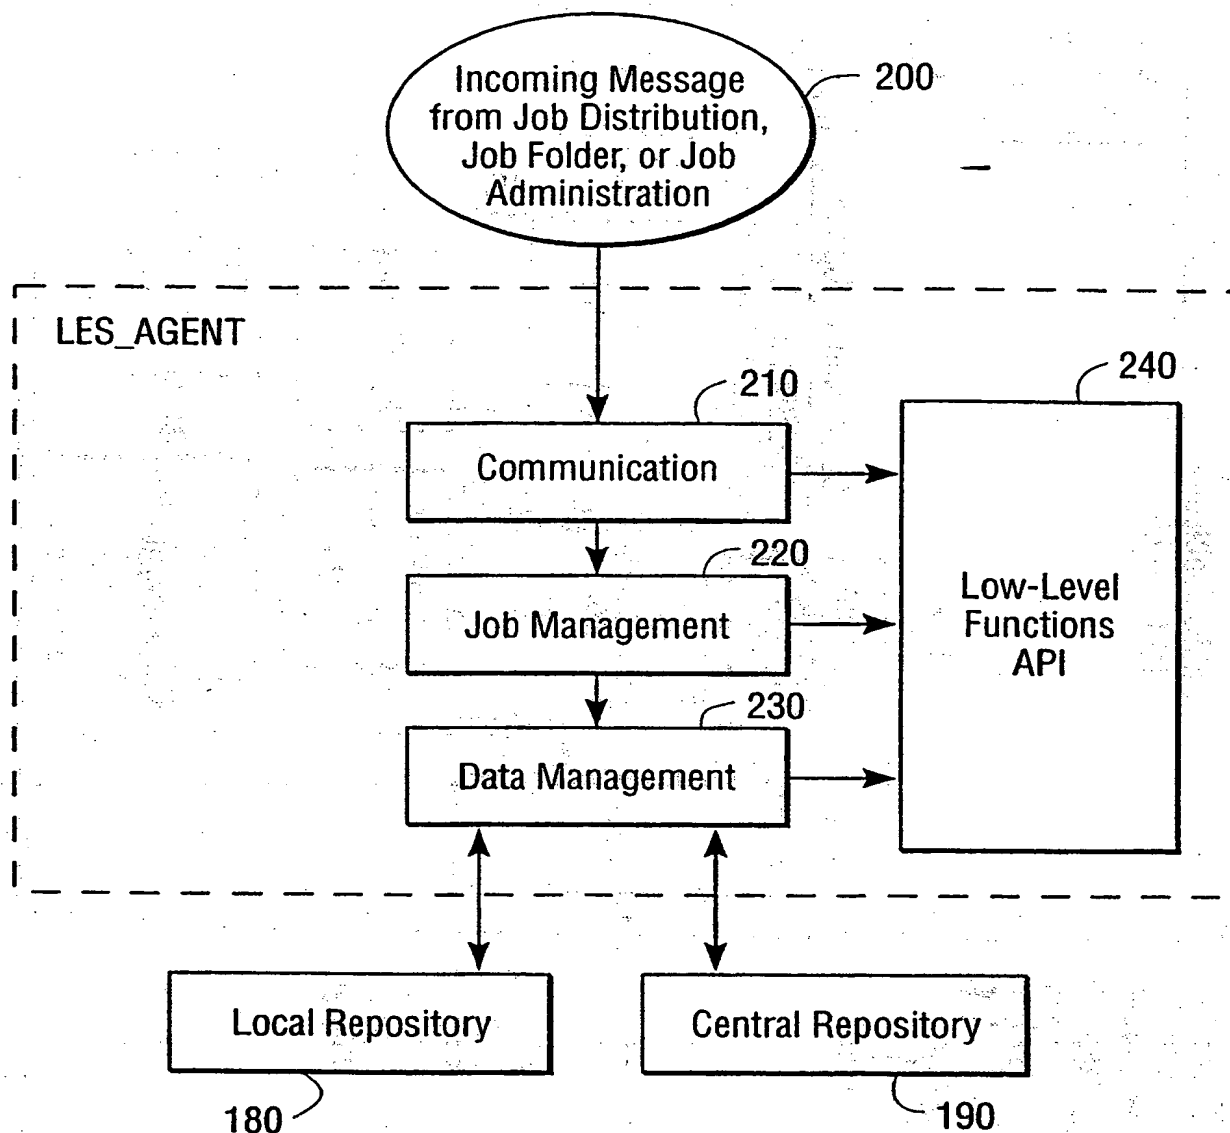 Incoming Message
from Job Distribution,
Job Folder, or Job
Administration
200
LES_AGENT
210
240
Communication
220
Job Management
Low-Level
Functions
API
230
Data Management
Local Repository
Central Repository
180
190